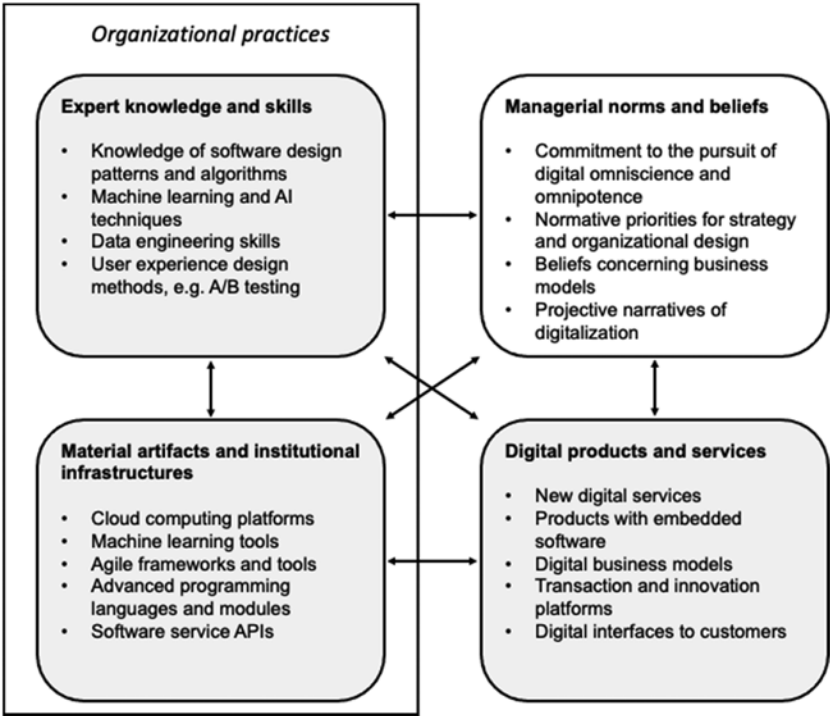 Organizational practices
Expert knowledge and skills
• Knowledge of software design
patterns and algorithms
• Machine learning and AI
techniques
• Data engineering skills
• User experience design
methods, e.g. A/B testing
Managerial norms and beliefs
• Commitment to the pursuit of
digital omniscience and
omnipotence
• Normative priorities for strategy
and organizational design
• Beliefs concerning business
models
• Projective narratives of
digitalization
Material artifacts and institutional
infrastructures
• Cloud computing platforms
• Machine learning tools
• Agile frameworks and tools
• Advanced programming
languages and modules
• Software service APIs
Digital products and services
• New digital services
• Products with embedded
software
• Digital business models
• Transaction and innovation
platforms
• Digital interfaces to customers